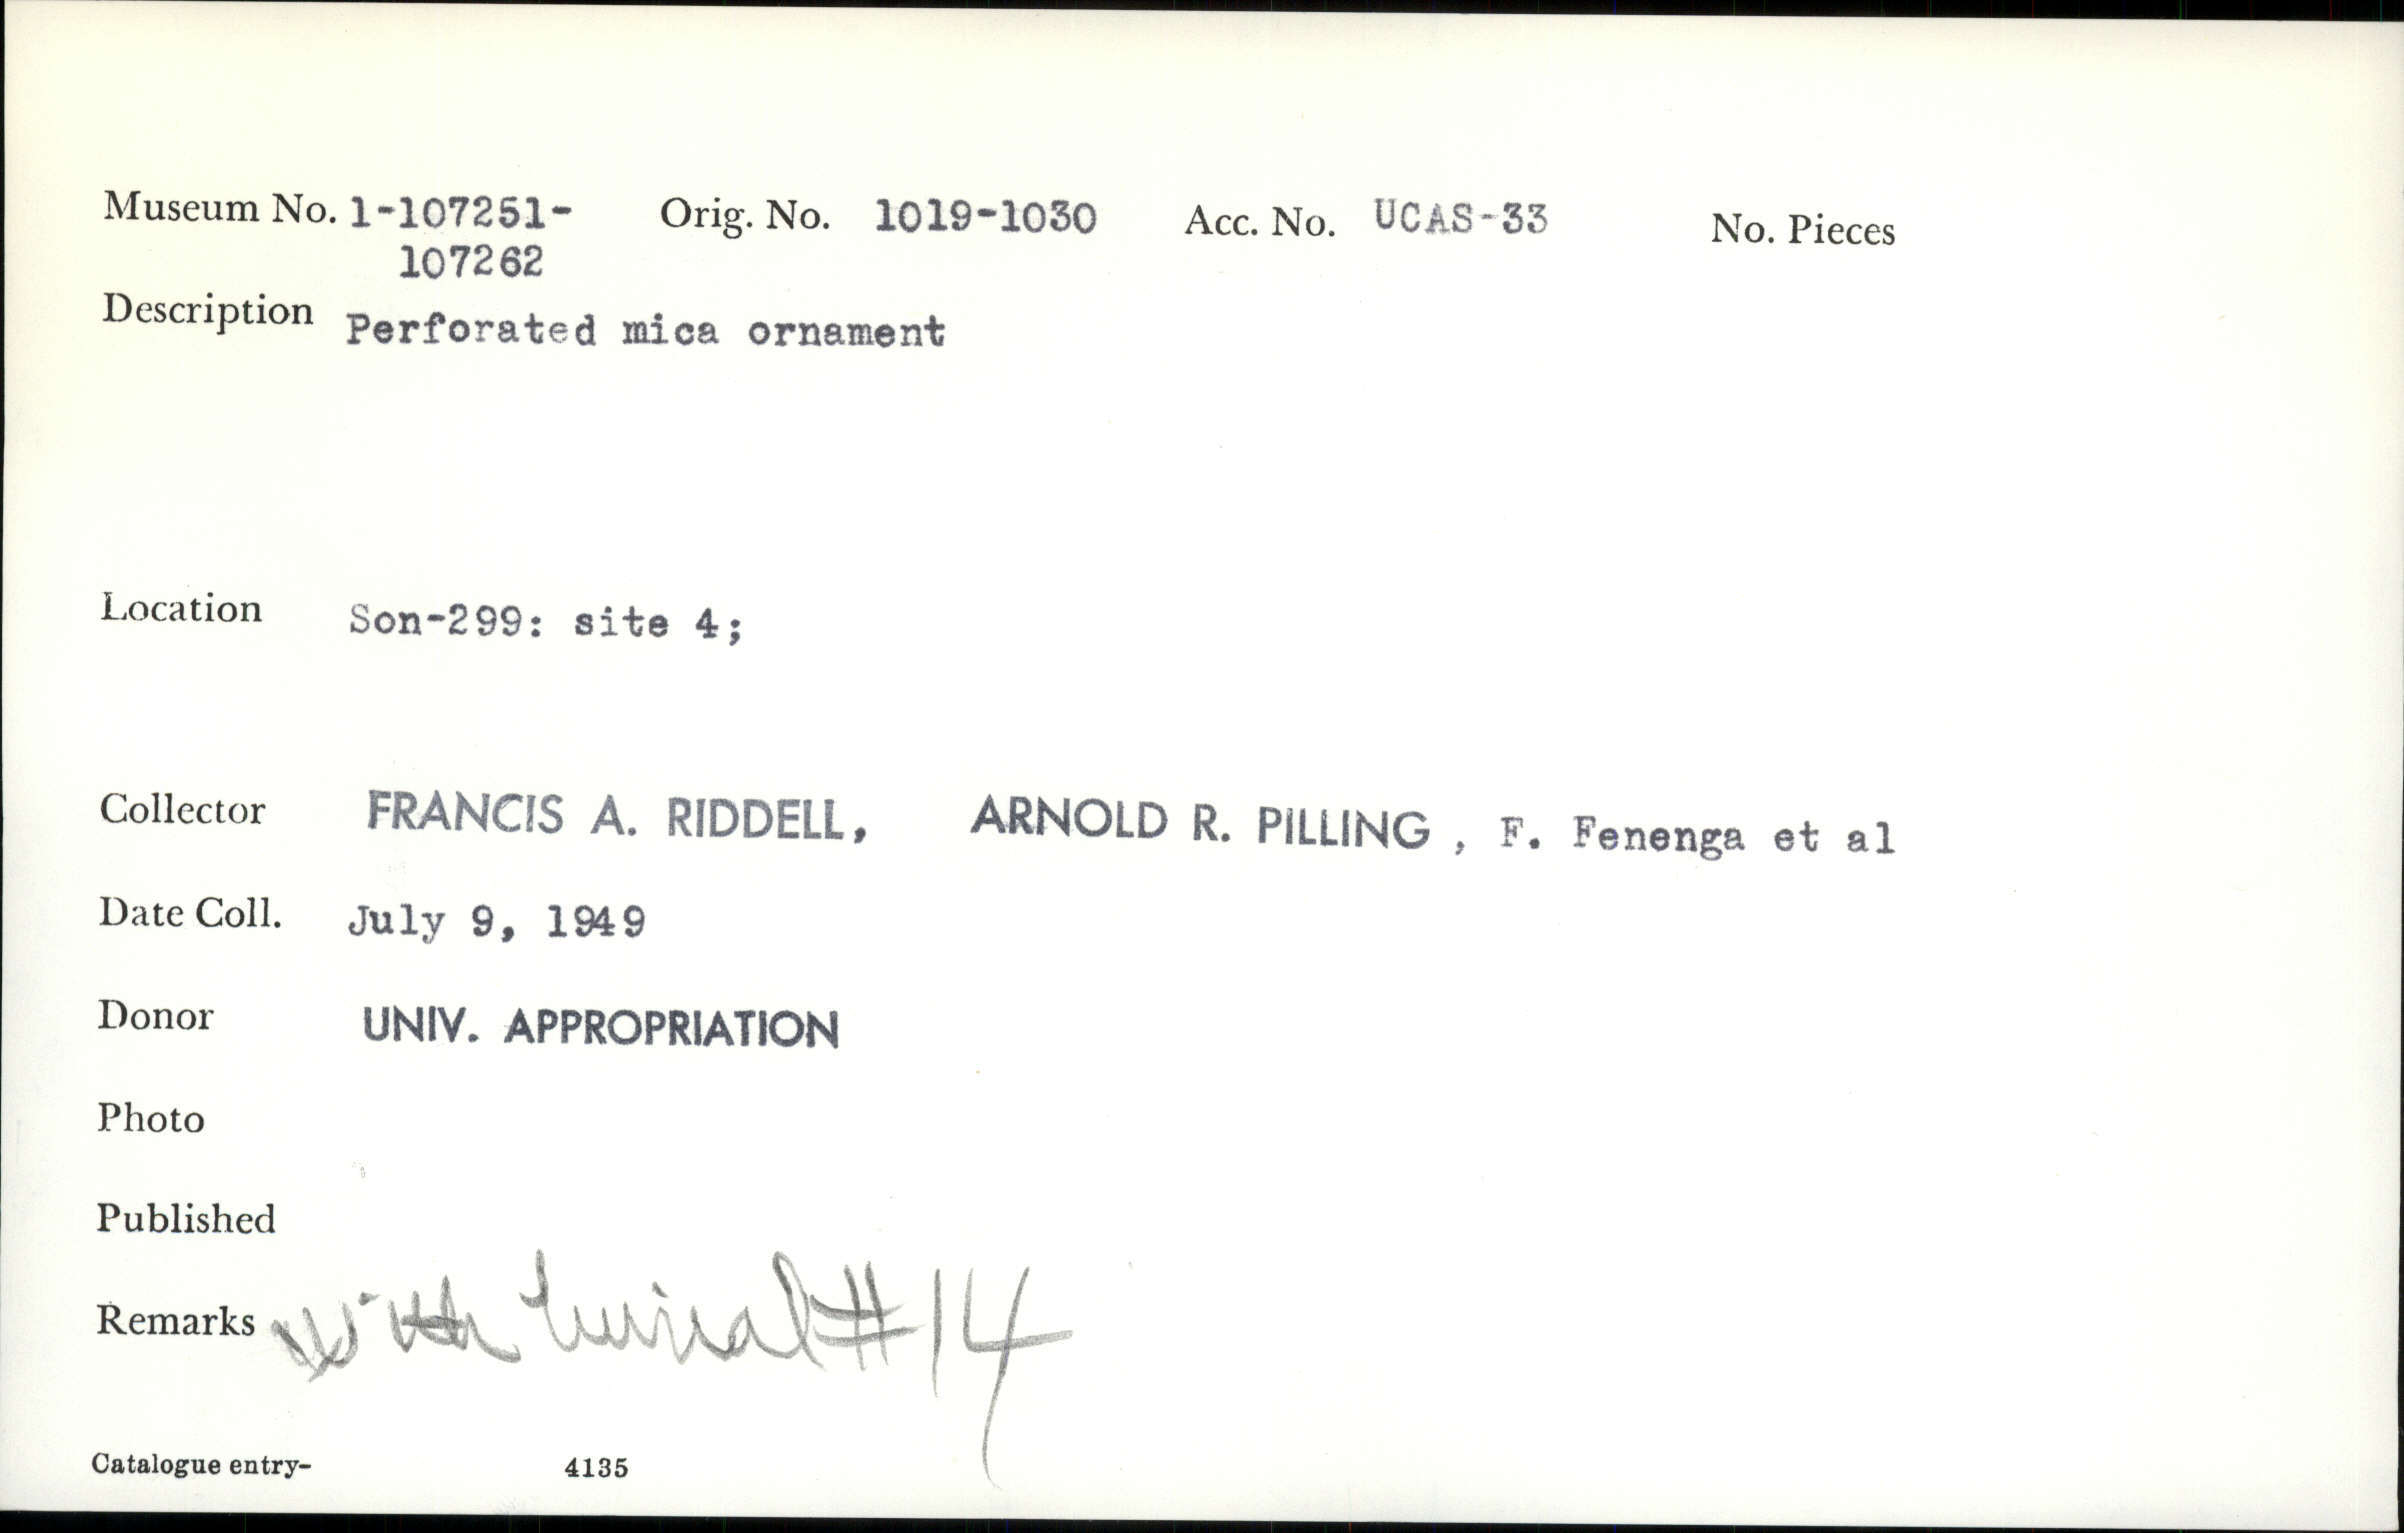 Museum No. 1-107251- Orig. No. 1019-1030 Acc. No. UCAS-33 No. Pieces
107262
Description Perforated mica ornament
Location Son-299: site 4;
Collector FRANCIS A. RIDDELL, ARNOLD R. PILLING , F. Fenenga et al
Date Coll. July 9, 1949
Donor UNIV. APPROPRIATION
Photo
Published
Remarks with burial #14
Catalogue entry- 4135